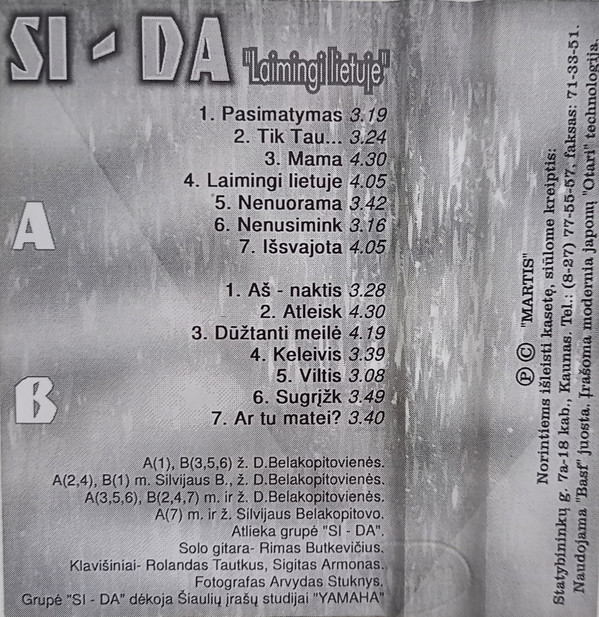 SI - DA "Laimingi lietuje"
1. Pasimatymas 3.19
2. Tik Tau... 3.24
3. Mama 4.30
4. Laimingi lietuje 4.05
5. Nenuorama 3.42
6. Nenusimink 3.16
7. Išsvajota 4.05
A
1. Aš - naktis 3.28
2. Atleisk 4.30
3. Dūžtanti meilė 4.19
4. Keleivis 3.39
5. Viltis 3.08
6. Sugrįžk 3.49
7. Ar tu matei? 3.40
B
A(1), B(3,5,6) ž. D.Belakopitovienės.
A(2,4), B(1) m. Silvijaus B., ž. D.Belakopitovienės.
A(3,5,6), B(2,4,7) m. ir ž. D.Belakopitovienės.
A(7) m. ir ž. Silvijaus Belakopitovo.
Atlieka grupė "SI - DA".
Solo gitara- Rimas Butkevičius.
Klavišiniai- Rolandas Tautkus, Sigitas Armonas.
Fotografas Arvydas Stuknys.
Grupė "SI - DA" dėkoja Šiaulių įrašų studijai "YAMAHA"
Ⓟ © "MARTIS"
Norintiems išleisti kasetę, siūlome kreiptis:
Statybininkų g. 7a-18 kab., Kaunas. Tel.: (8-27) 77-55-57, faksas: 71-33-51.
Naudojama "Basf" juosta. Įrašoma modernia japonų "Otari" technologija.